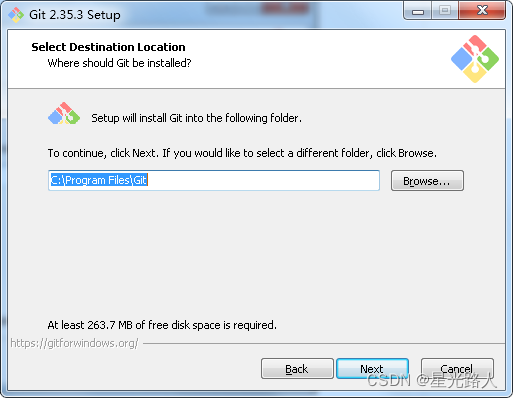 Git 2.35.3 Setup
Select Destination Location
Where should Git be installed?
Setup will install Git into the following folder.
To continue, click Next. If you would like to select a different folder, click Browse.
C:\Program Files\Git
Browse...
At least 263.7 MB of free disk space is required.
https://gitforwindows.org/
Back
Next
Cancel
CSDN @星光路人